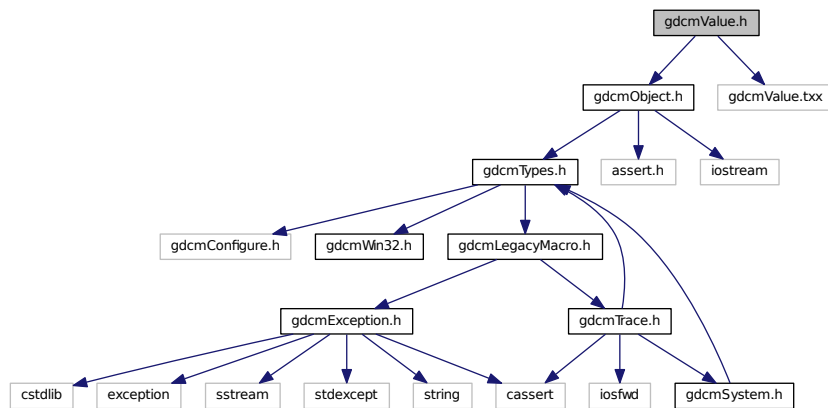 gdcmValue.h
gdcmObject.h
gdcmValue.txx
gdcmTypes.h
assert.h
iostream
gdcmConfigure.h
gdcmWin32.h
gdcmLegacyMacro.h
gdcmException.h
gdcmTrace.h
cstdlib
exception
sstream
stdexcept
string
cassert
iosfwd
gdcmSystem.h